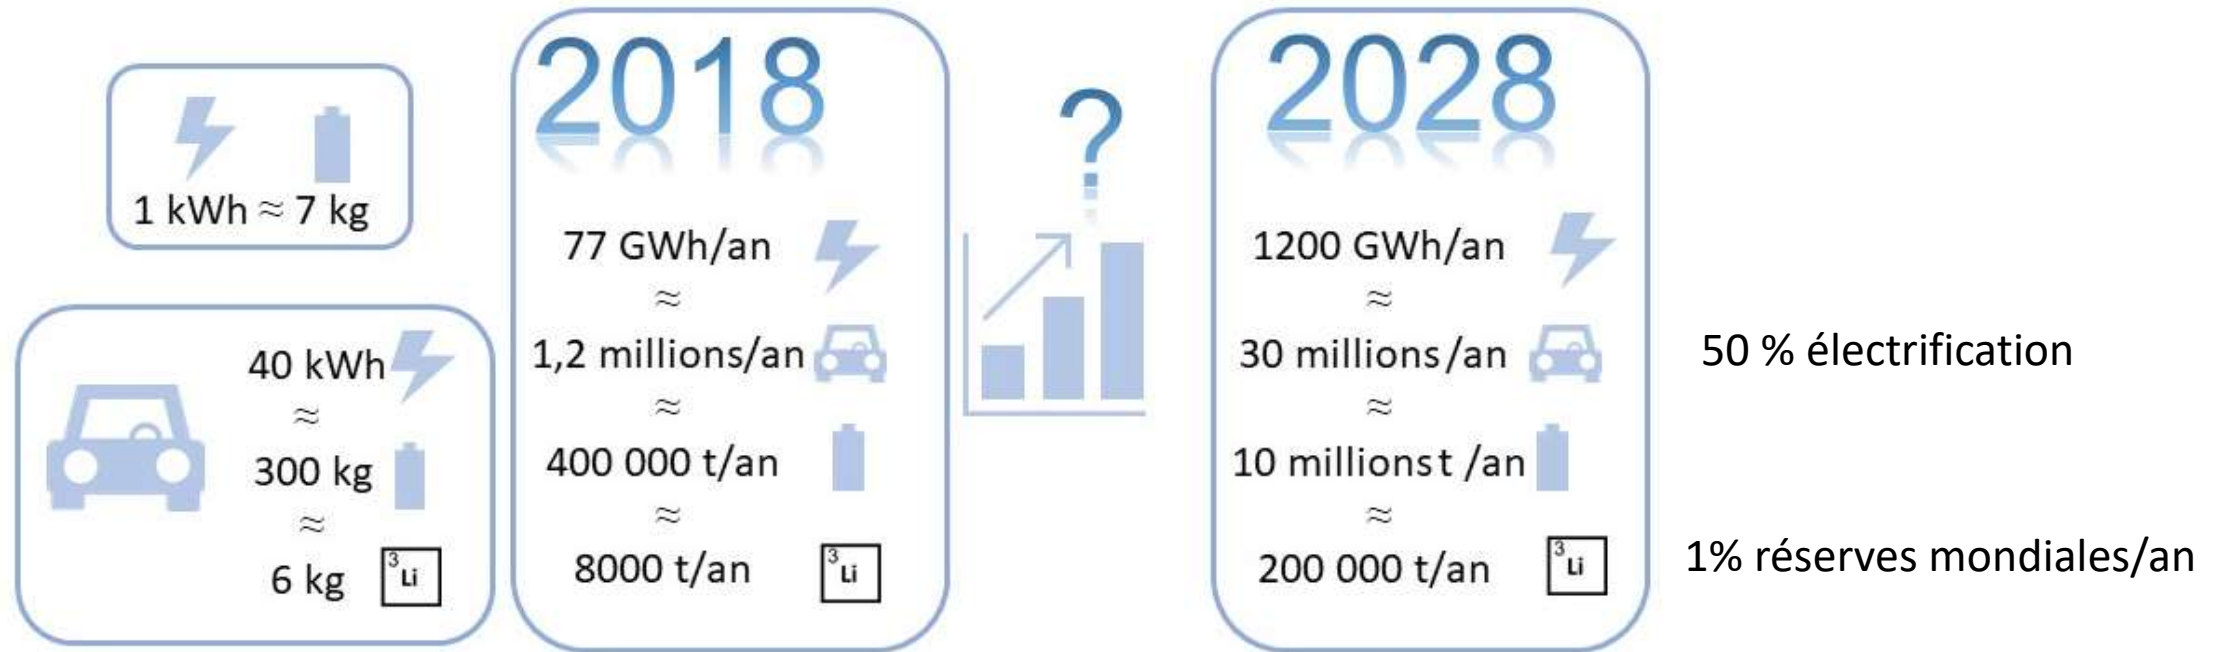 1 kWh ≈ 7 kg
40 kWh
≈
300 kg
≈
6 kg
3
Li
2018
77 GWh/an
≈
1,2 millions/an
≈
400 000 t/an
≈
8000 t/an
3
Li
?
2028
1200 GWh/an
≈
30 millions/an
≈
10 millionst /an
≈
200 000 t/an
3
Li
50 % électrification
1% réserves mondiales/an